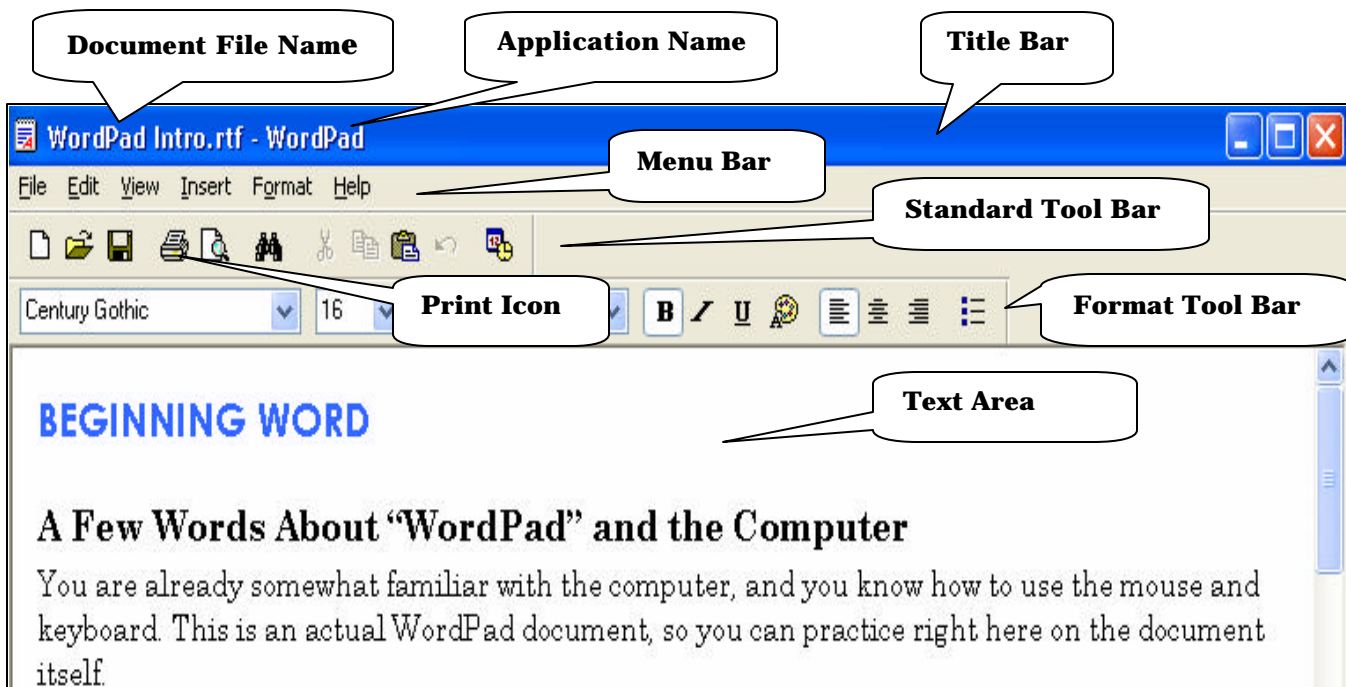 Document File Name
Application Name
Title Bar
WordPad Intro.rtf - WordPad
Menu Bar
File Edit View Insert Format Help
Standard Tool Bar
12
Century Gothic
16
Print Icon
B I U A
Format Tool Bar
Text Area
BEGINNING WORD
A Few Words About “WordPad” and the Computer
You are already somewhat familiar with the computer, and you know how to use the mouse and
keyboard. This is an actual WordPad document, so you can practice right here on the document
itself.